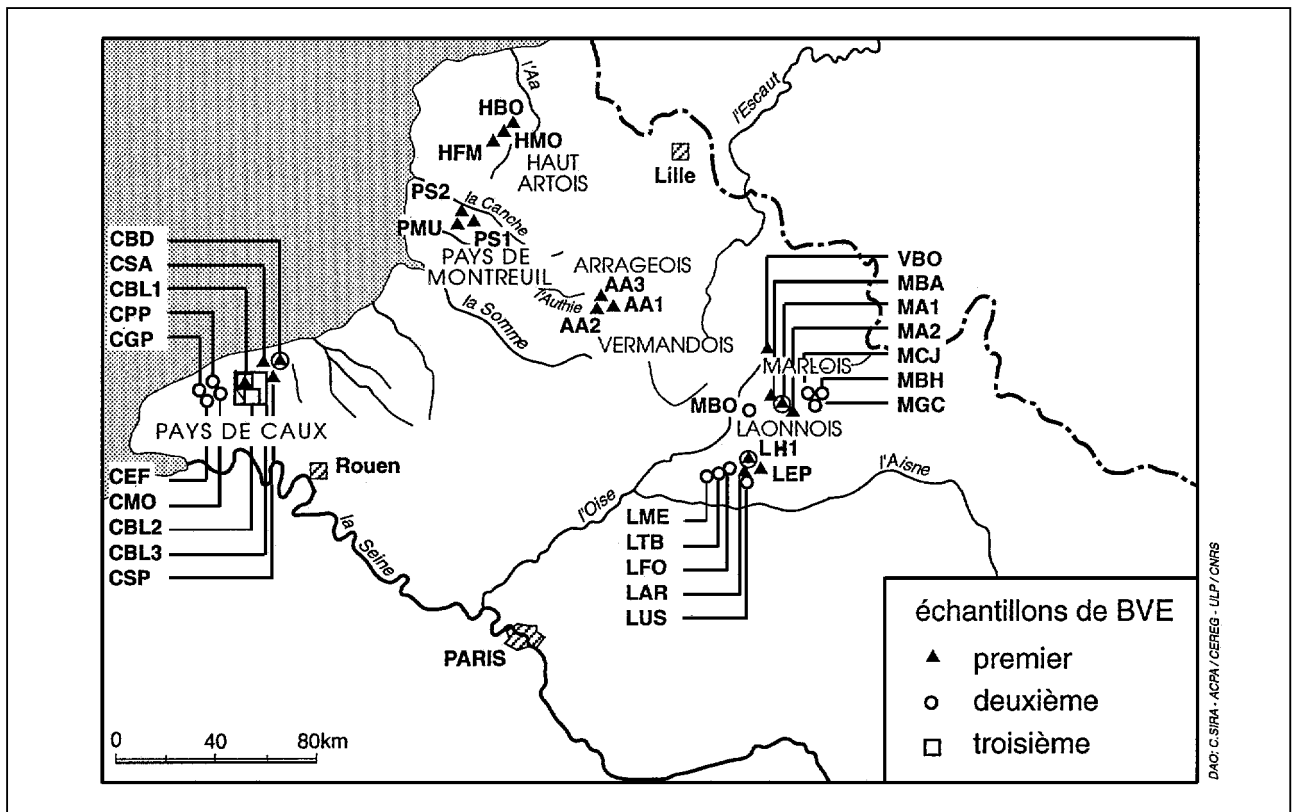 l'Aa
HBO
HMO
HFM
HAUT
ARTOIS
l'Escaut
Lille
PS2
la Canche
PMU
PS1
PAYS DE
MONTREUIL
ARRAGEOIS
AA3
l'Authie
AA1
AA2
la Somme
VERMANDOIS
CBD
CSA
CBL1
CPP
CGP
PAYS DE CAUX
CEF
CMO
CBL2
CBL3
CSP
Rouen
la Seine
PARIS
VBO
MBA
MA1
MA2
MCJ
MBH
MGC
MARLOIS
MBO
LAONNOIS
LH1
LEP
l'Aisne
l'Oise
LME
LTB
LFO
LAR
LUS
échantillons de BVE
premier
deuxième
troisième
0 40 80km
DAO: C.SIRA - ACPA / CEREG - ULP / CNRS